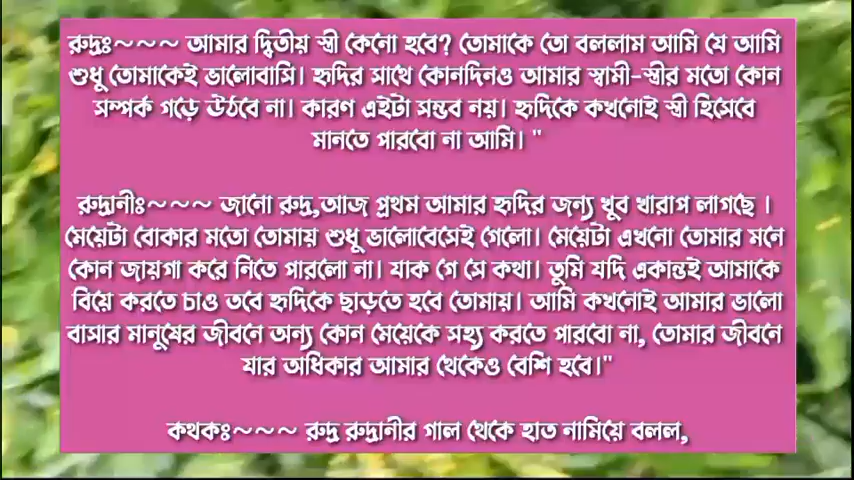 রুদ্রঃ~~~ আমার দ্বিতীয় স্ত্রী কেনো হবে? তোমাকে তো বললাম আমি যে আমি
শুধু তোমাকেই ভালোবাসি। হৃদির সাথে কোনদিনও আমার স্বামী-স্ত্রীর মতো কোন
সম্পর্ক গড়ে উঠবে না। কারণ এইটা সম্ভব নয়। হৃদিকে কখনোই স্ত্রী হিসেবে
মানতে পারবো না আমি। "
রুদ্রানীঃ~~~ জানো রুদ্র,আজ প্রথম আমার হৃদির জন্য খুব খারাপ লাগছে ।
মেয়েটা বোকার মতো তোমায় শুধু ভালোবেসেই গেলো। মেয়েটা এখনো তোমার মনে
কোন জায়গা করে নিতে পারলো না। যাক গে সে কথা। তুমি যদি একান্তই আমাকে
বিয়ে করতে চাও তবে হৃদিকে ছাড়তে হবে তোমায়। আমি কখনোই আমার ভালো
বাসার মানুষের জীবনে অন্য কোন মেয়েকে সহ্য করতে পারবো না, তোমার জীবনে
যার অধিকার আমার থেকেও বেশি হবে।"
কথকঃ~~~ রুদ্র রুদ্রানীর গাল থেকে হাত নামিয়ে বলল,